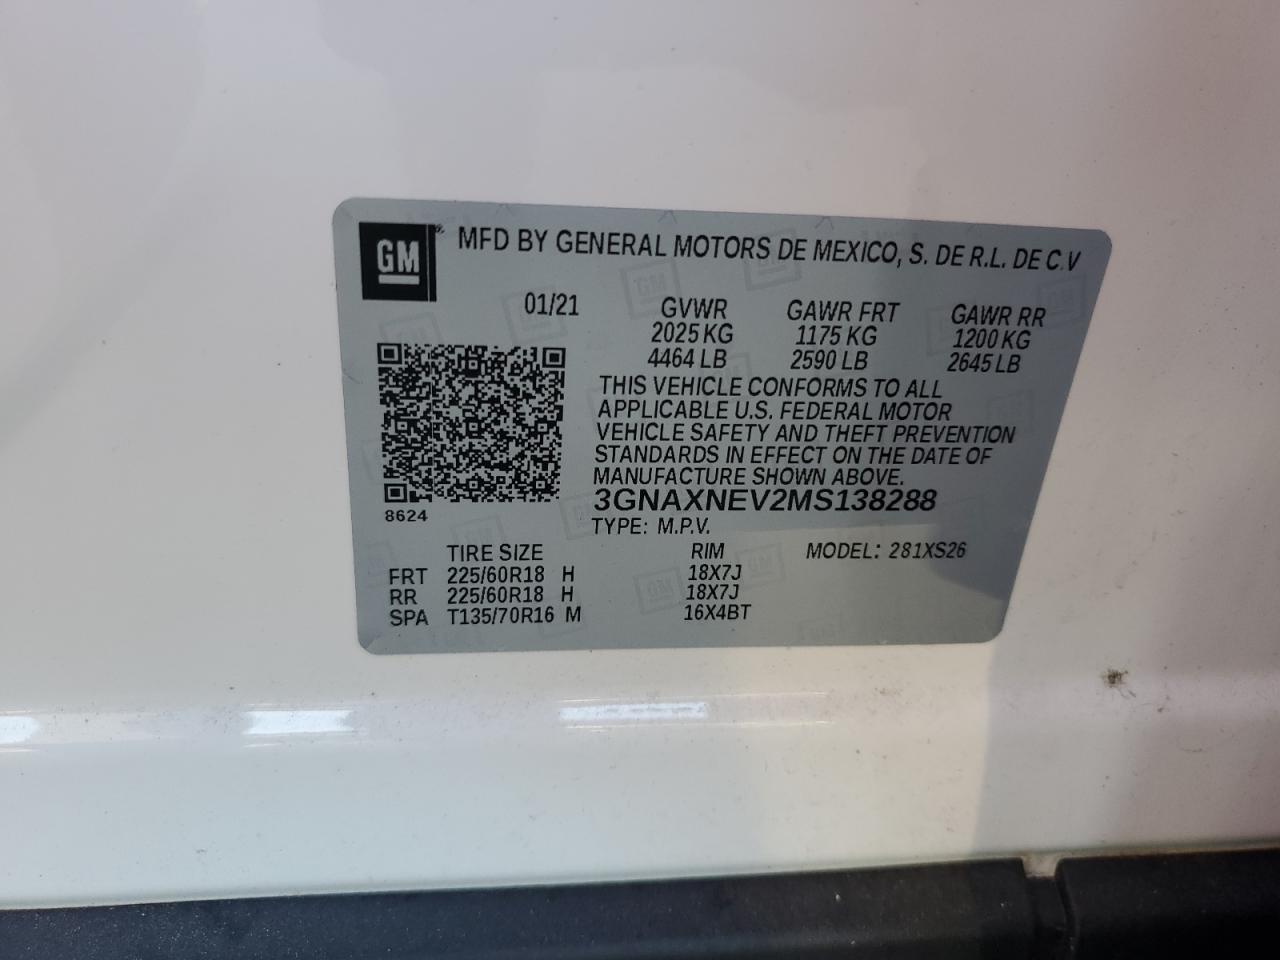 GM MFD BY GENERAL MOTORS DE MEXICO, S. DE R.L. DE C.V
01/21 GVWR GAWR FRT GAWR RR
2025 KG 1175 KG 1200 KG
4464 LB 2590 LB 2645 LB
THIS VEHICLE CONFORMS TO ALL
APPLICABLE U.S. FEDERAL MOTOR
VEHICLE SAFETY AND THEFT PREVENTION
STANDARDS IN EFFECT ON THE DATE OF
MANUFACTURE SHOWN ABOVE.
3GNAXNEV2MS138288
8624
TYPE: M.P.V.
TIRE SIZE RIM MODEL: 281XS26
FRT 225/60R18 H 18X7J
RR 225/60R18 H 18X7J
SPA T135/70R16 M 16X4BT